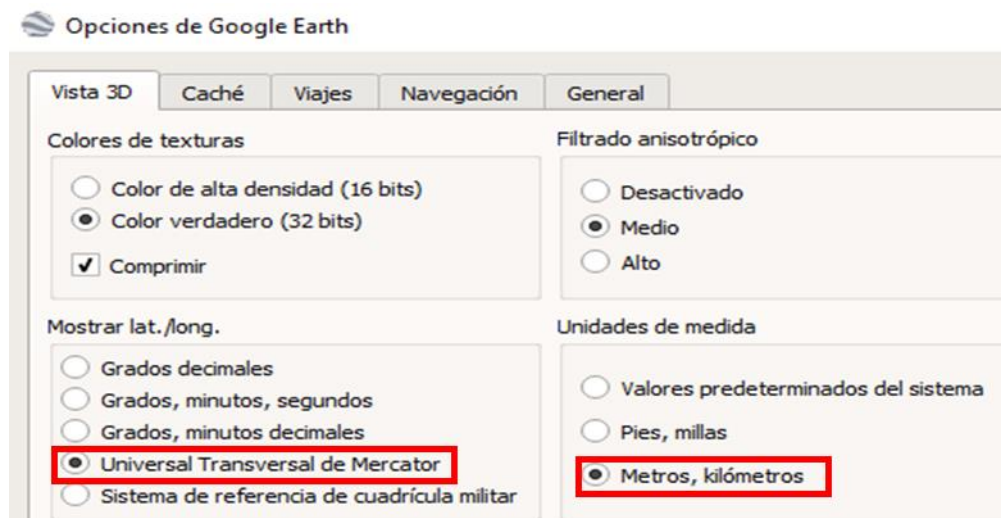 Opciones de Google Earth
Vista 3D Caché Viajes Navegación General
Colores de texturas
Color de alta densidad (16 bits)
Color verdadero (32 bits)
Comprimir
Filtrado anisotrópico
Desactivado
Medio
Alto
Mostrar lat./long.
Grados decimales
Grados, minutos, segundos
Grados, minutos decimales
Universal Transversal de Mercator
Sistema de referencia de cuadrícula militar
Unidades de medida
Valores predeterminados del sistema
Pies, millas
Metros, kilómetros